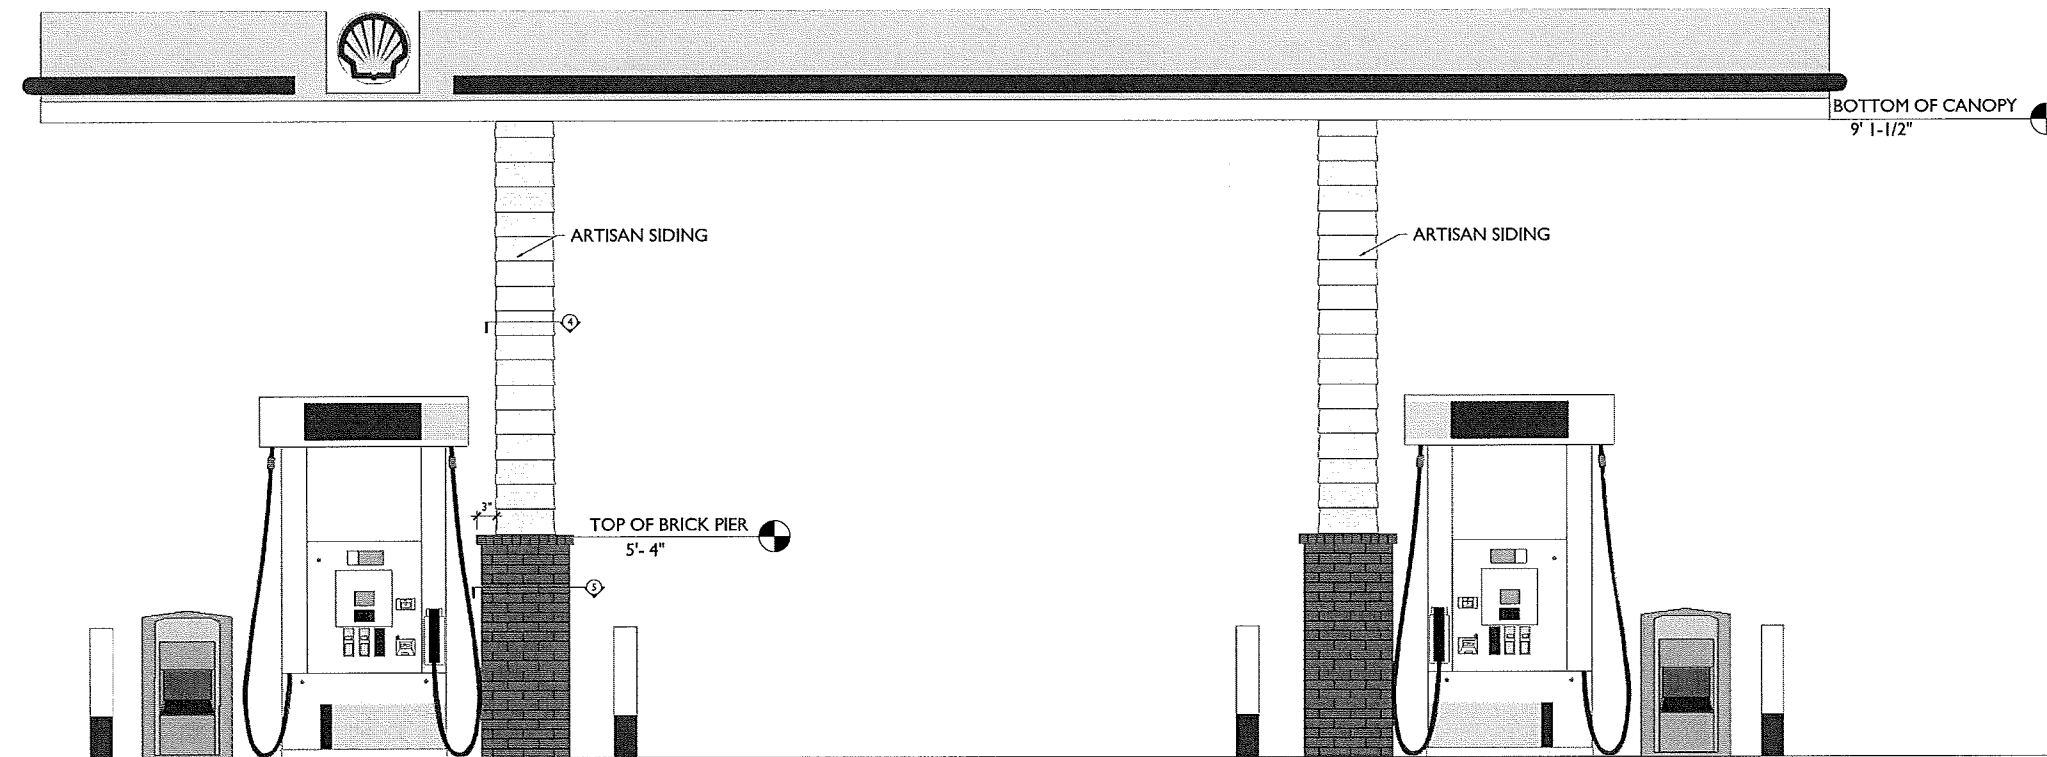 BOTTOM OF CANOPY
9' 1-1/2"
ARTISAN SIDING
ARTISAN SIDING
4
3"
TOP OF BRICK PIER
5'- 4"
5